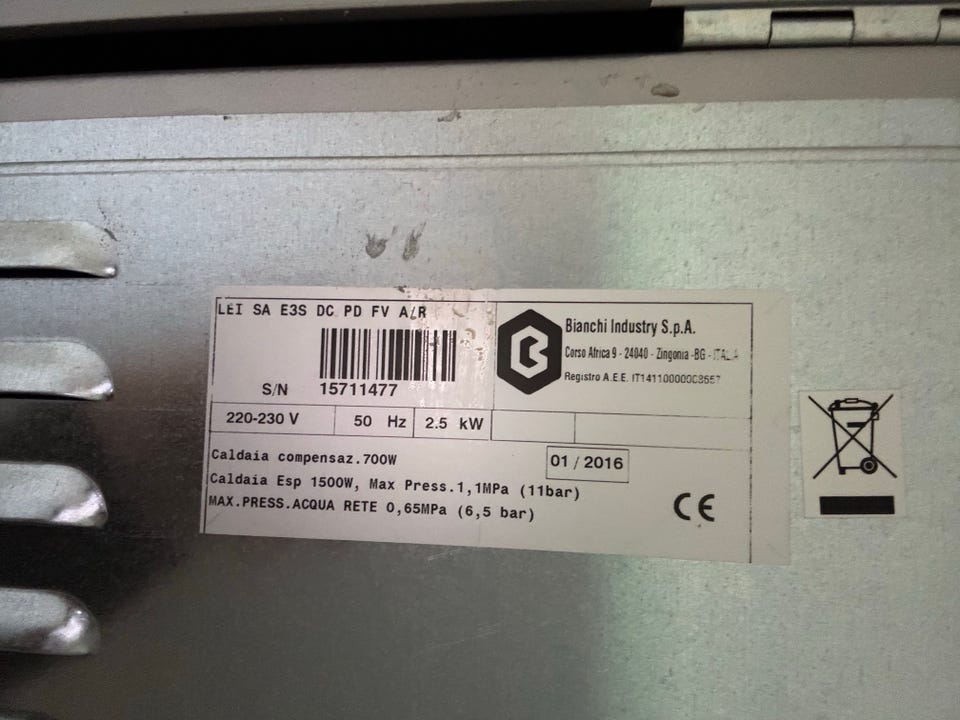 LEI SA E3S DC PD FV A/R
S/N 15711477
220-230 V 50 Hz 2.5 kW
Caldaia compensaz.700W
Caldaia Esp 1500W, Max Press.1,1MPa (11bar)
MAX.PRESS.ACQUA RETE 0,65MPa (6,5 bar)
B
Bianchi Industry S.p.A.
Corso Africa 9 - 24040 - Zingonia -BG - ITALIA
Registro A.E.E.
01 / 2016
CE